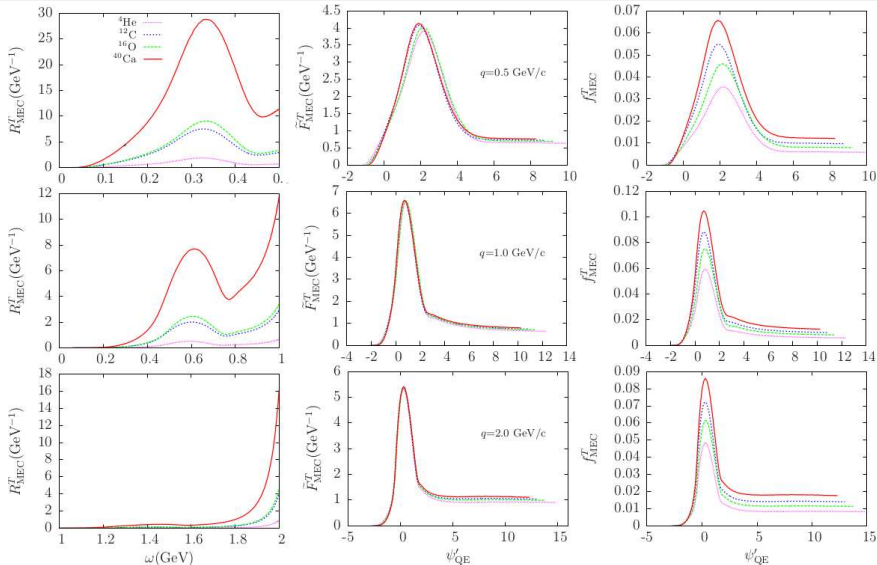 ⁴He
¹²C
¹⁶O
⁴⁰Ca
R^T_MEC(GeV⁻¹)
30
25
20
15
10
5
0
0 0.1 0.2 0.3 0.4 0.
F̃^T_MEC(GeV⁻¹)
4.5
4
3.5
3
2.5
2
1.5
1
0.5
0
-2 0 2 4 6 8 10
q=0.5 GeV/c
f^T_MEC
0.07
0.06
0.05
0.04
0.03
0.02
0.01
0
-2 0 2 4 6 8 10
R^T_MEC(GeV⁻¹)
12
10
8
6
4
2
0
0 0.2 0.4 0.6 0.8 1
F̃^T_MEC(GeV⁻¹)
7
6
5
4
3
2
1
0
-4 -2 0 2 4 6 8 10 12 14
q=1.0 GeV/c
f^T_MEC
0.12
0.1
0.08
0.06
0.04
0.02
0
-4 -2 0 2 4 6 8 10 12 14
R^T_MEC(GeV⁻¹)
18
16
14
12
10
8
6
4
2
0
1 1.2 1.4 1.6 1.8 2
ω(GeV)
F̃^T_MEC(GeV⁻¹)
6
5
4
3
2
1
0
-5 0 5 10 15
q=2.0 GeV/c
ψ′_QE
f^T_MEC
0.09
0.08
0.07
0.06
0.05
0.04
0.03
0.02
0.01
0
-5 0 5 10 15
ψ′_QE